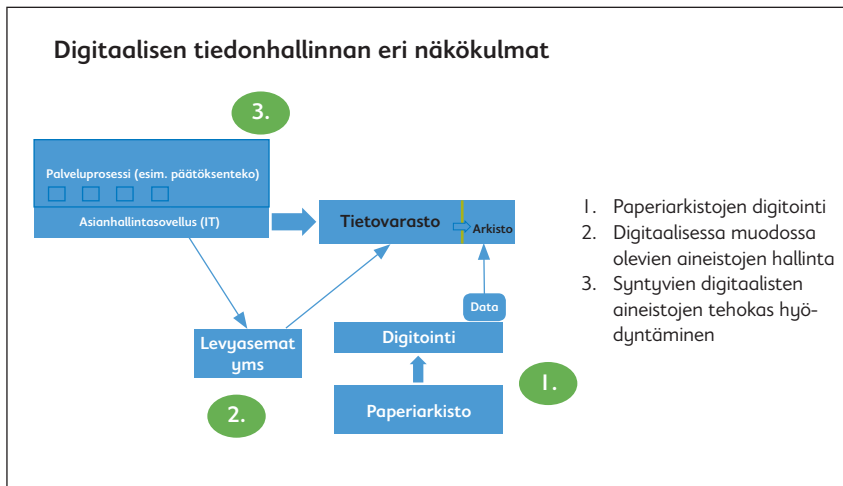 Digitaalisen tiedonhallinnan eri näkökulmat
3.
Palveluprosessi (esim. päätöksenteko)
Asianhallintasovellus (IT)
Tietovarasto
Arkisto
Data
Levyasemat
yms
Digitointi
Paperiarkisto
2.
1.
1. Paperiarkistojen digitointi
2. Digitaalisessa muodossa
olevien aineistojen hallinta
3. Syntyvien digitaalisten
aineistojen tehokas hyö-
dyntäminen